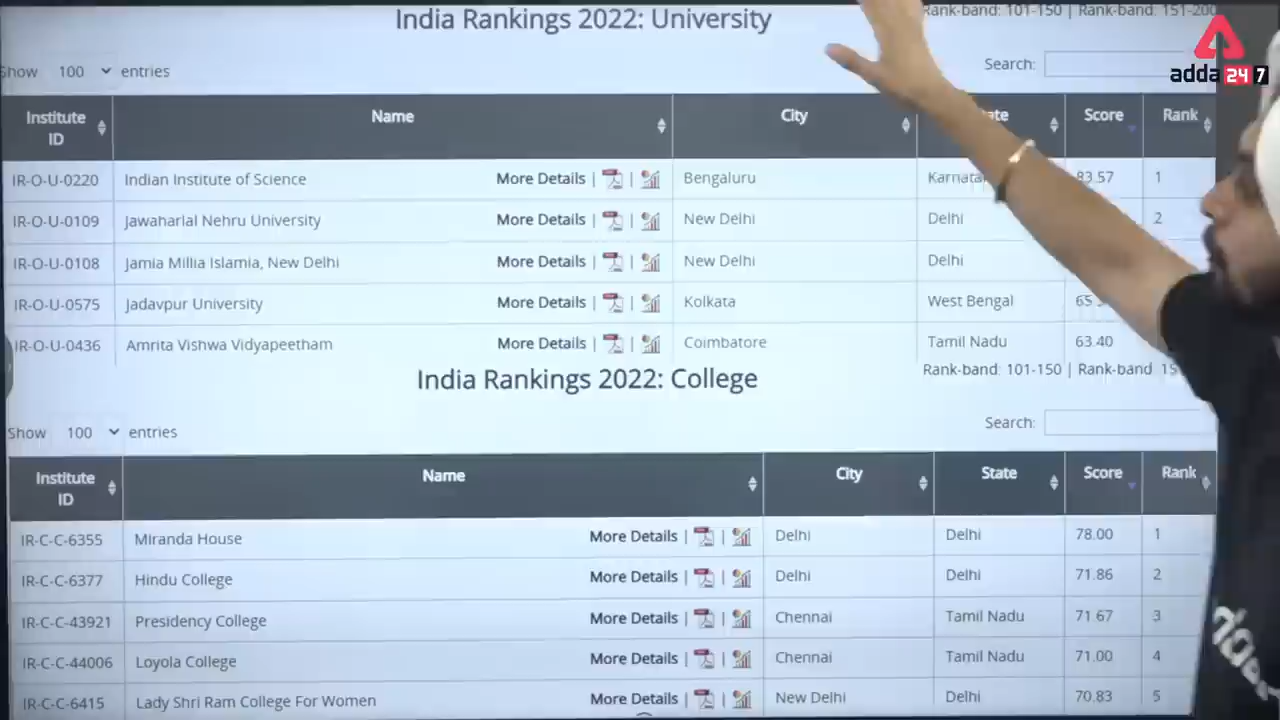 India Rankings 2022: University
Rank-band: 101-150 | Rank-band: 151-200
adda 24 7
Show 100 entries
Search:
Institute ID Name City Score Rank
IR-O-U-0220 Indian Institute of Science More Details | | Bengaluru 83.57 1
IR-O-U-0109 Jawaharlal Nehru University More Details | | New Delhi Delhi 2
IR-O-U-0108 Jamia Millia Islamia, New Delhi More Details | | New Delhi Delhi
IR-O-U-0575 Jadavpur University More Details | | Kolkata West Bengal
IR-O-U-0436 Amrita Vishwa Vidyapeetham More Details | | Coimbatore Tamil Nadu 63.40
India Rankings 2022: College
Rank-band: 101-150 | Rank-band
Show 100 entries
Search:
Institute ID Name City State Score Rank
IR-C-C-6355 Miranda House More Details | | Delhi Delhi 78.00 1
IR-C-C-6377 Hindu College More Details | | Delhi Delhi 71.86 2
IR-C-C-43921 Presidency College More Details | | Chennai Tamil Nadu 71.67 3
IR-C-C-44006 Loyola College More Details | | Chennai Tamil Nadu 71.00 4
IR-C-C-6415 Lady Shri Ram College For Women More Details | | New Delhi Delhi 70.83 5